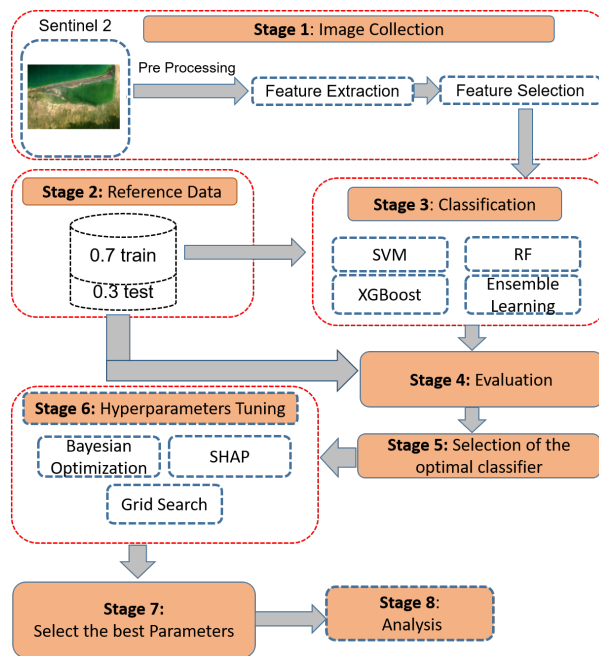 Sentinel 2
Stage 1: Image Collection
Pre Processing
Feature Extraction
Feature Selection
Stage 2: Reference Data
0.7 train
0.3 test
Stage 3: Classification
SVM
RF
XGBoost
Ensemble
Learning
Stage 4: Evaluation
Stage 5: Selection of the
optimal classifier
Stage 6: Hyperparameters Tuning
Bayesian
Optimization
SHAP
Grid Search
Stage 7:
Select the best Parameters
Stage 8:
Analysis